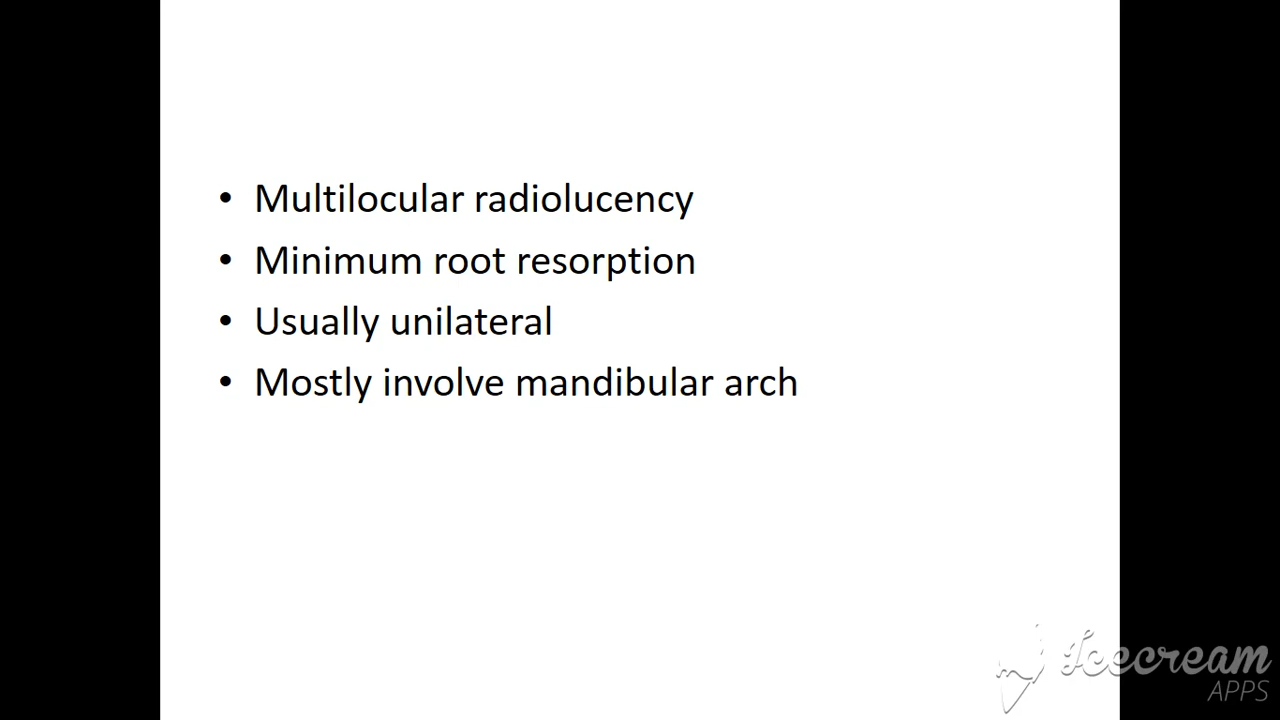 • Multilocular radiolucency
• Minimum root resorption
• Usually unilateral
• Mostly involve mandibular arch
Icecream
APPS